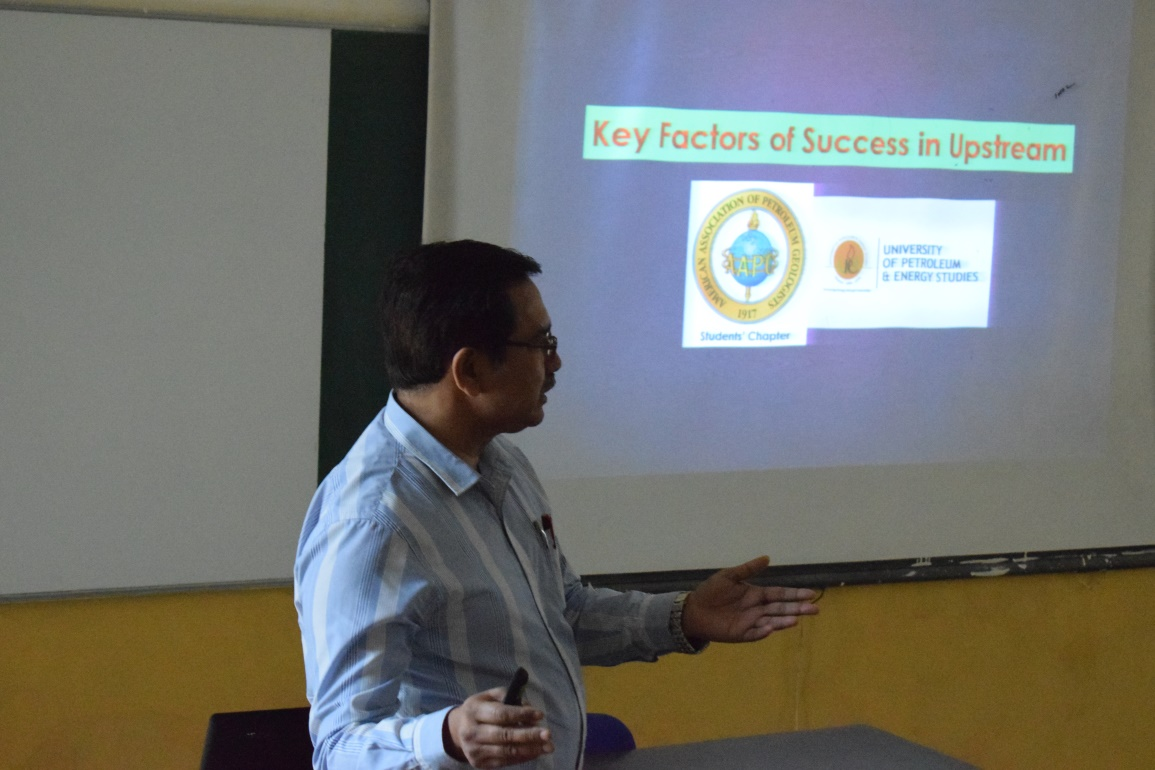 Key Factors of Success in Upstream
AMERICAN ASSOCIATION OF PETROLEUM GEOLOGISTS
AAPG
1917
Students' Chapter
UNIVERSITY
OF PETROLEUM
& ENERGY STUDIES